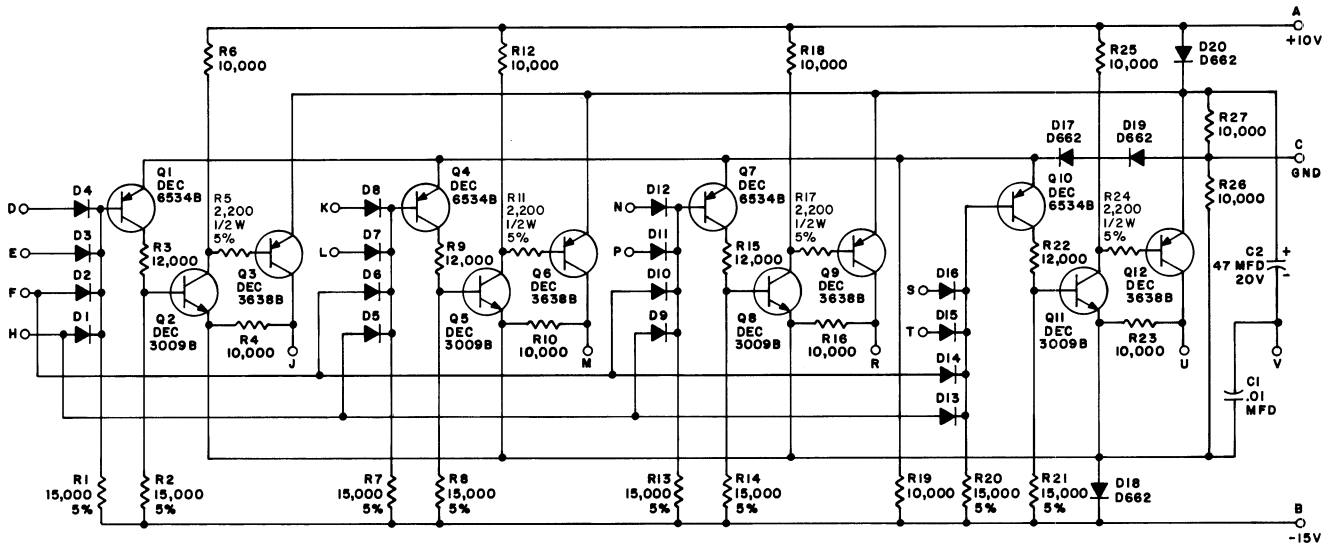 A
+10V
R6
10,000
R12
10,000
R18
10,000
R25
10,000
D20
D662
R27
10,000
D17
D662
D19
D662
C
GND
R26
10,000
Q1
DEC
6534B
Q4
DEC
6534B
Q7
DEC
6534B
Q10
DEC
6534B
D
D4
E
D3
F
D2
H
D1
R5
2,200
1/2W
5%
R3
12,000
Q3
DEC
3638B
Q2
DEC
3009B
R4
10,000
J
K
D8
L
D7
D6
D5
R11
2,200
1/2W
5%
R9
12,000
Q6
DEC
3638B
Q5
DEC
3009B
R10
10,000
M
N
D12
P
D11
D10
D9
R17
2,200
1/2W
5%
R15
12,000
Q9
DEC
3638B
Q8
DEC
3009B
R16
10,000
R
S
D16
T
D15
D14
D13
R24
2,200
1/2W
5%
R22
12,000
Q12
DEC
3638B
Q11
DEC
3009B
R23
10,000
U
C2
47 MFD
20V
+
-
V
C1
.01
MFD
R1
15,000
5%
R2
15,000
5%
R7
15,000
5%
R8
15,000
5%
R13
15,000
5%
R14
15,000
5%
R19
10,000
R20
15,000
5%
R21
15,000
5%
D18
D662
B
-15V